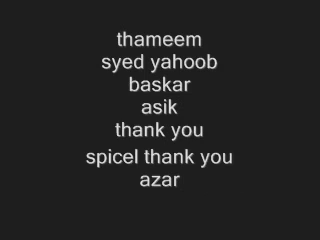 thameem
syed yahoob
baskar
asik
thank you
spicel thank you
azar